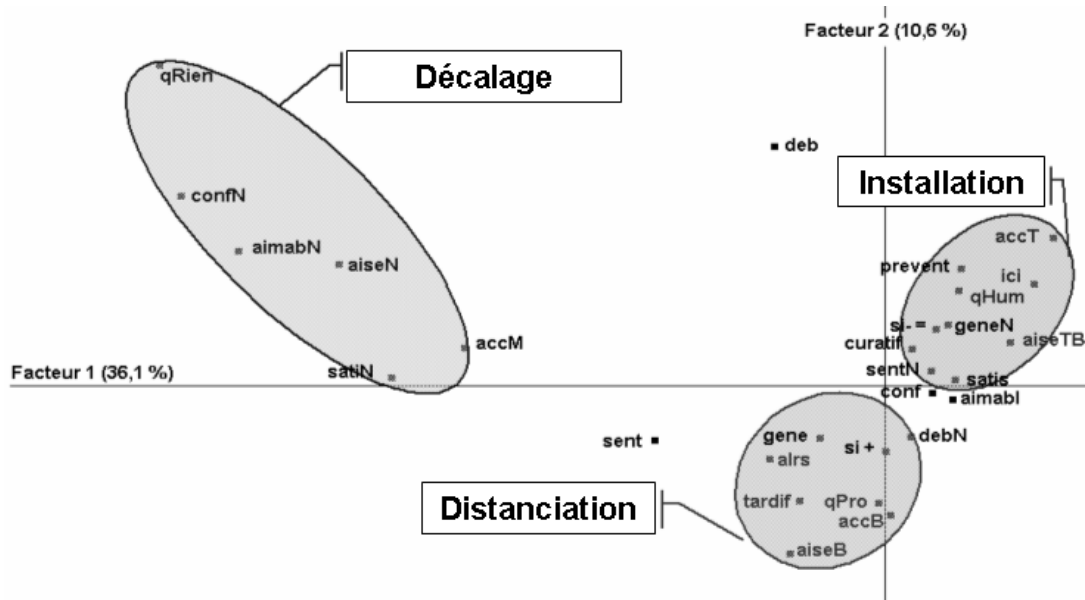 Facteur 2 (10,6 %)
qRien
Décalage
deb
Installation
confN
accT
aimabN
aiseN
prevent
ici
qHum
si- =
geneN
accM
curatif
aiseTB
Facteur 1 (36,1 %)
satiN
sentN
satis
conf
aimabl
sent
gene
si +
debN
alrs
Distanciation
tardif
qPro
accB
aiseB